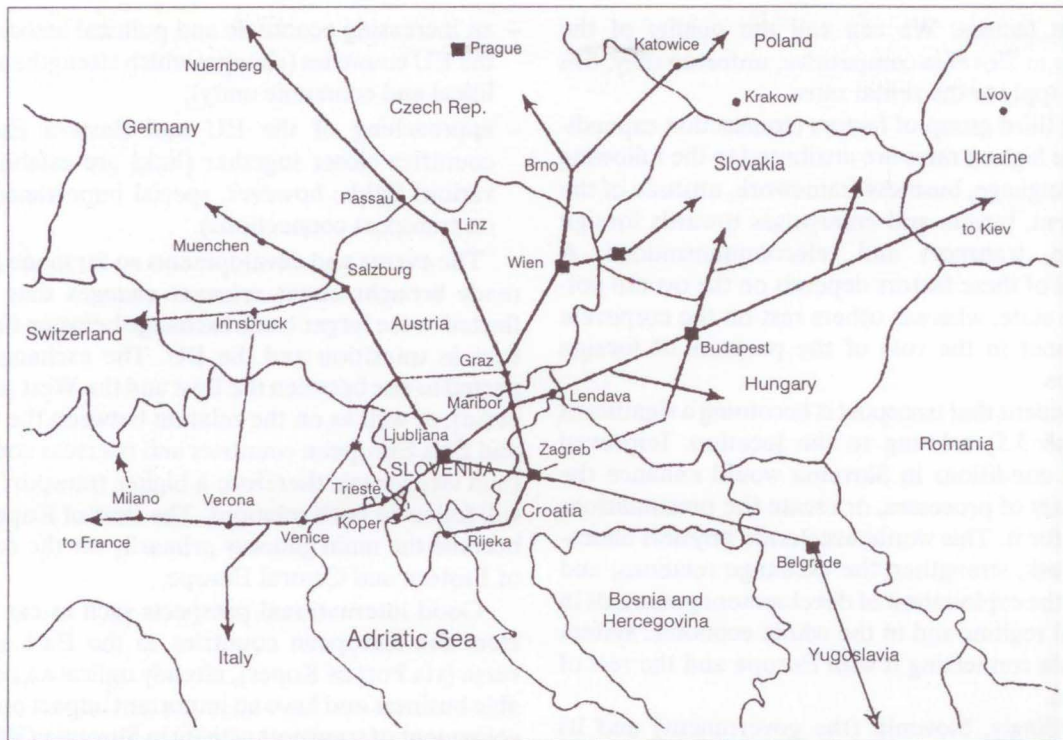 Prague
Katowice
Poland
Nuernberg
Czech Rep.
Krakow
Lvov
Germany
Brno
Slovakia
Ukraine
Passau
Linz
to Kiev
Muenchen
Wien
Salzburg
Switzerland
Innsbruck
Austria
Budapest
Graz
Maribor
Lendava
Hungary
Ljubljana
SLOVENIJA
Zagreb
Romania
Milano
Verona
Trieste
Koper
Croatia
to France
Venice
Rijeka
Belgrade
Bosnia and
Hercegovina
Adriatic Sea
Italy
Yugoslavia